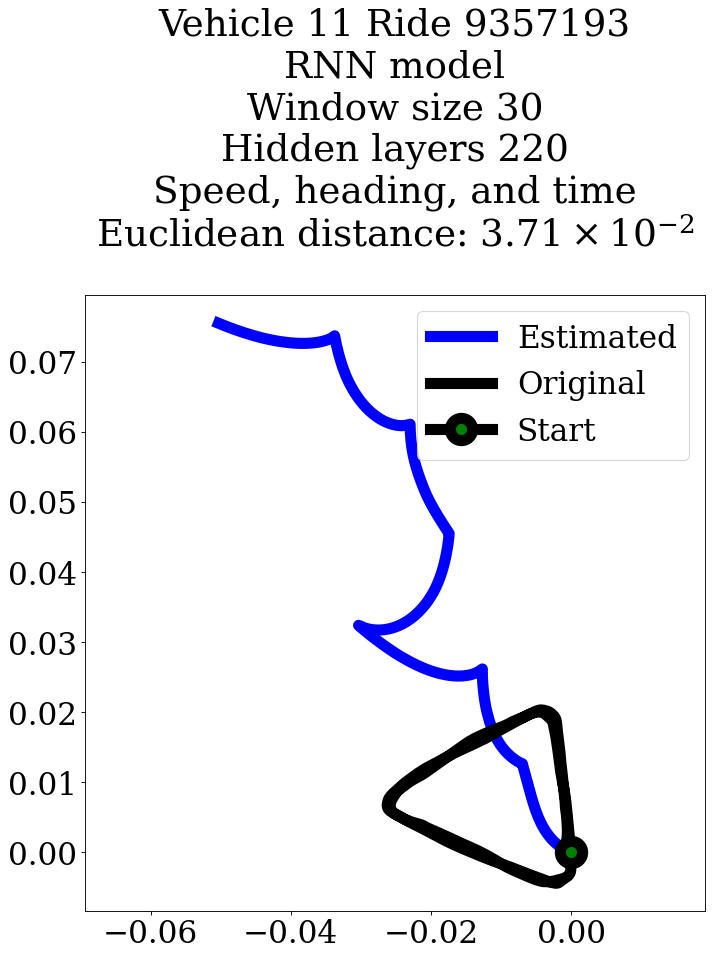 Vehicle 11 Ride 9357193
RNN model
Window size 30
Hidden layers 220
Speed, heading, and time
Euclidean distance: 3.71 × 10⁻²
Estimated
Original
Start
0.07
0.06
0.05
0.04
0.03
0.02
0.01
0.00
−0.06 −0.04 −0.02 0.00